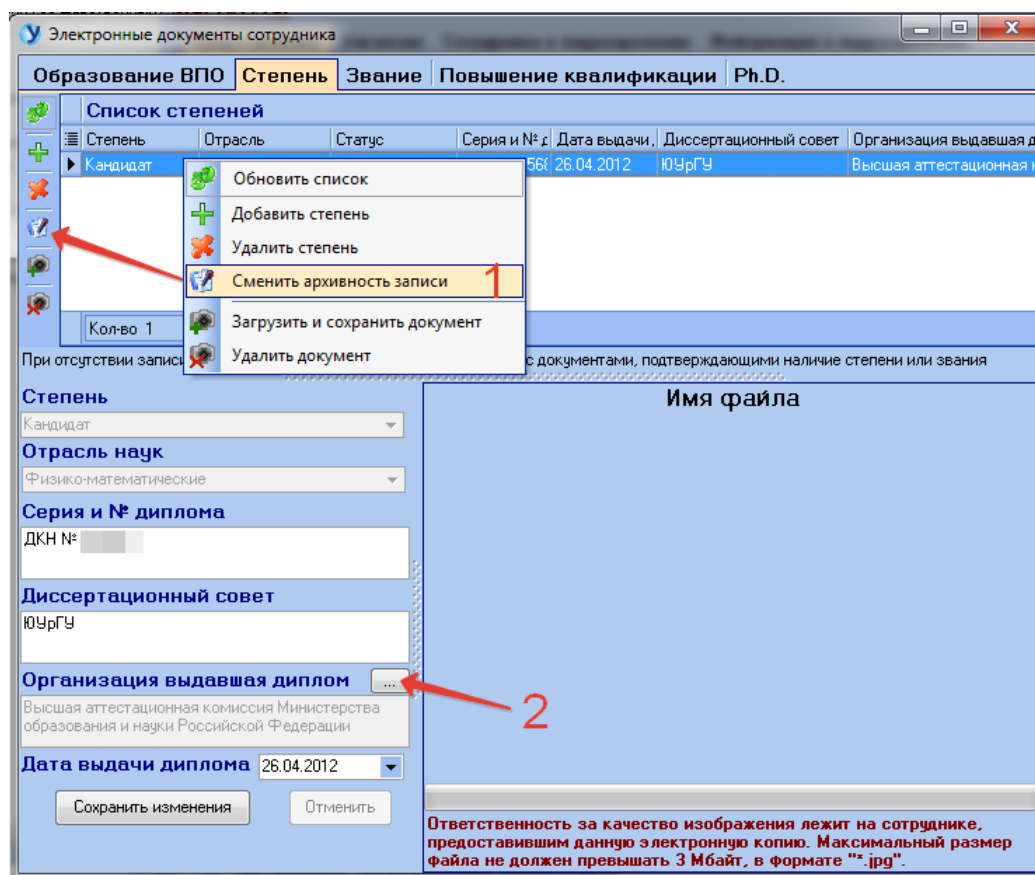 Электронные документы сотрудника
Образование ВПО Степень Звание Повышение квалификации Ph.D.
Список степеней
Степень Отрасль Статус Серия и № д Дата выдачи, Диссертационный совет Организация выдавшая д
Кандидат 26.04.2012 ЮУрГУ Высшая аттестационная к
Обновить список
Добавить степень
Удалить степень
Сменить архивность записи 1
Загрузить и сохранить документ
Удалить документ
Кол-во 1
При отсутствии записи с документами, подтверждающими наличие степени или звания
Степень
Кандидат
Отрасль наук
Физико-математические
Серия и № диплома
ДКН №
Диссертационный совет
ЮУрГУ
Организация выдавшая диплом ...
2
Высшая аттестационная комиссия Министерства
образования и науки Российской Федерации
Дата выдачи диплома 26.04.2012
Сохранить изменения Отменить
Имя файла
Ответственность за качество изображения лежит на сотруднике,
предоставившим данную электронную копию. Максимальный размер
файла не должен превышать 3 Мбайт, в формате "*.jpg".